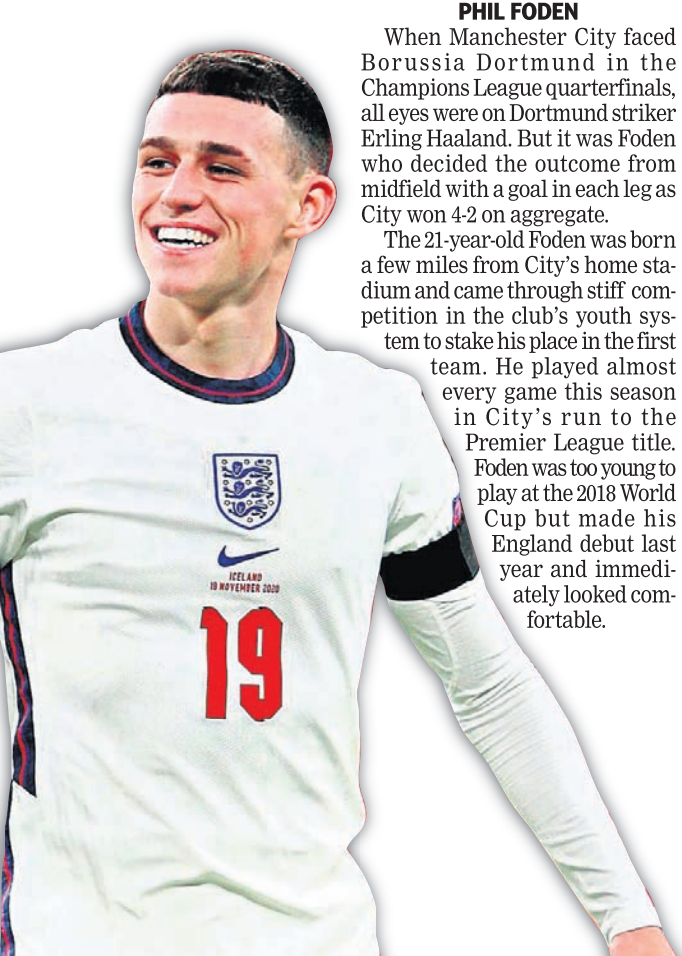 PHIL FODEN
When Manchester City faced
Borussia Dortmund in the
Champions League quarterfinals,
all eyes were on Dortmund striker
Erling Haaland. But it was Foden
who decided the outcome from
midfield with a goal in each leg as
City won 4-2 on aggregate.
The 21-year-old Foden was born
a few miles from City's home sta-
dium and came through stiff com-
petition in the club's youth sys-
tem to stake his place in the first
team. He played almost
every game this season
in City's run to the
Premier League title.
Foden was too young to
play at the 2018 World
Cup but made his
England debut last
year and immedi-
ately looked com-
fortable.
ICELAND
18 NOVEMBER 2020
19